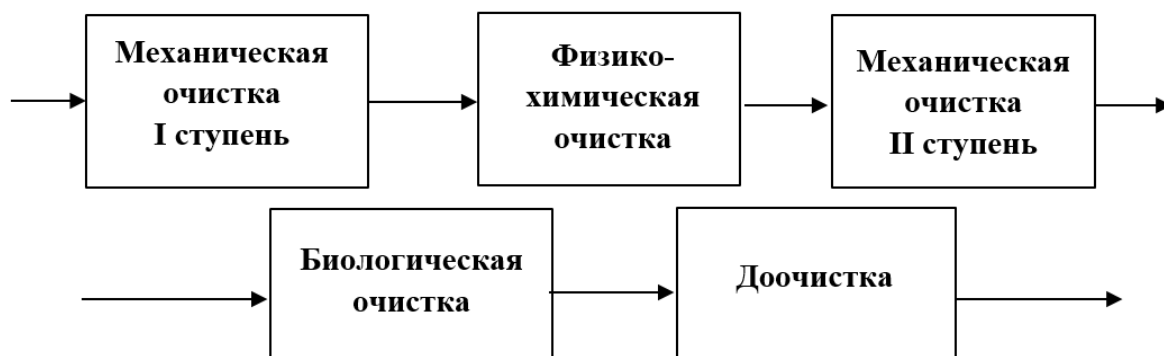 Механическая
очистка
I ступень
Физико-
химическая
очистка
Механическая
очистка
II ступень
Биологическая
очистка
Доочистка